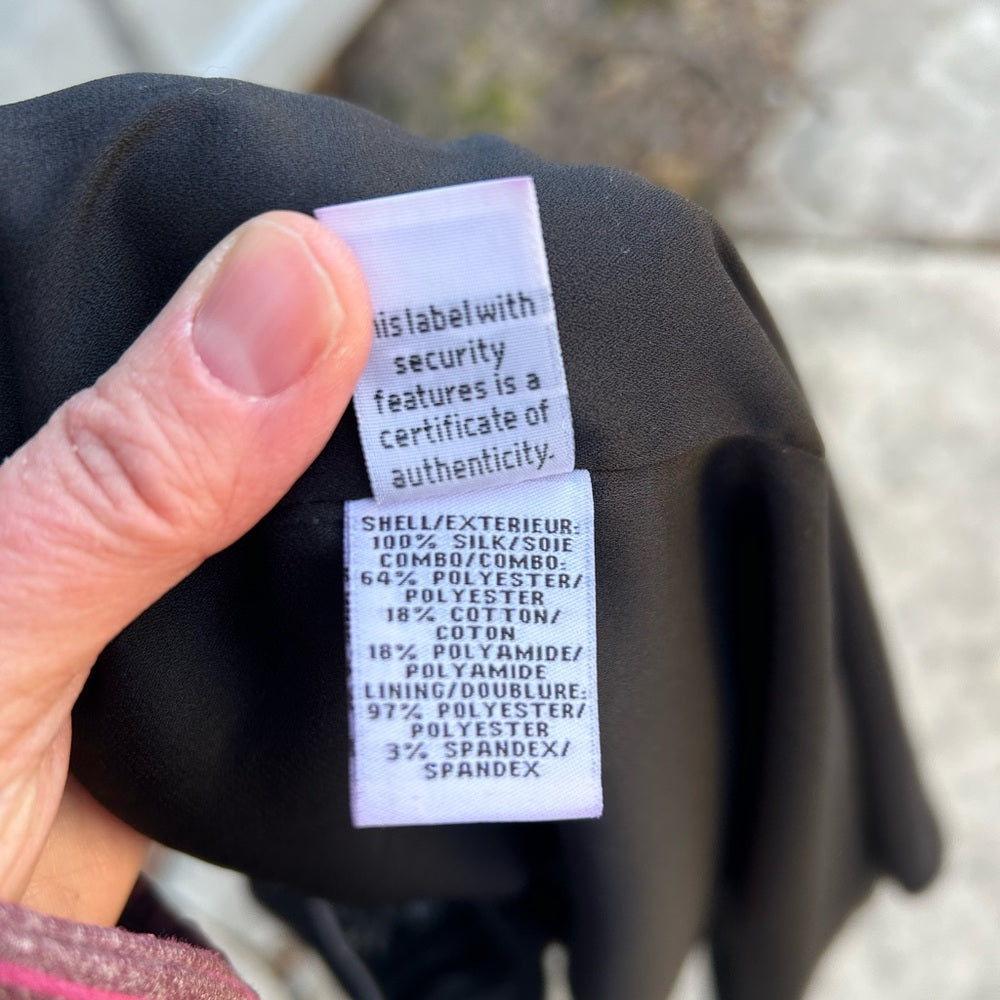 his label with
security
features is a
certificate of
authenticity.
SHELL/EXTERIEUR:
100% SILK/SOIE
COMBO/COMBO:
64% POLYESTER/
POLYESTER
18% COTTON/
COTON
18% POLYAMIDE/
POLYAMIDE
LINING/DOUBLURE:
97% POLYESTER/
POLYESTER
3% SPANDEX/
SPANDEX